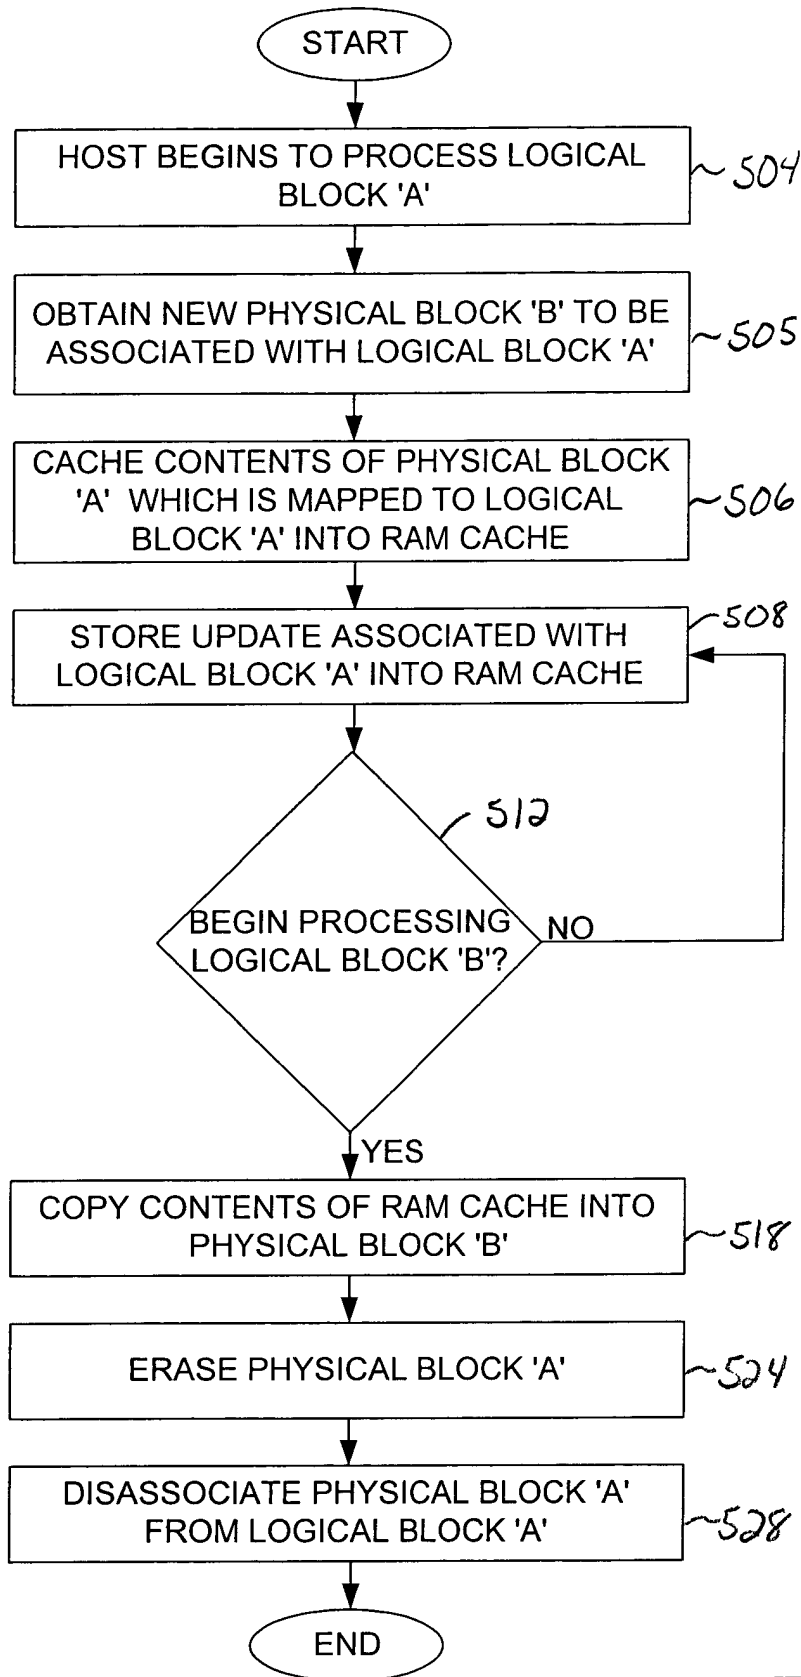 START
HOST BEGINS TO PROCESS LOGICAL
BLOCK 'A'
504
OBTAIN NEW PHYSICAL BLOCK 'B' TO BE
ASSOCIATED WITH LOGICAL BLOCK 'A'
505
CACHE CONTENTS OF PHYSICAL BLOCK
'A' WHICH IS MAPPED TO LOGICAL
BLOCK 'A' INTO RAM CACHE
506
STORE UPDATE ASSOCIATED WITH
LOGICAL BLOCK 'A' INTO RAM CACHE
508
512
BEGIN PROCESSING
LOGICAL BLOCK 'B'?
NO
YES
COPY CONTENTS OF RAM CACHE INTO
PHYSICAL BLOCK 'B'
518
ERASE PHYSICAL BLOCK 'A'
524
DISASSOCIATE PHYSICAL BLOCK 'A'
FROM LOGICAL BLOCK 'A'
528
END